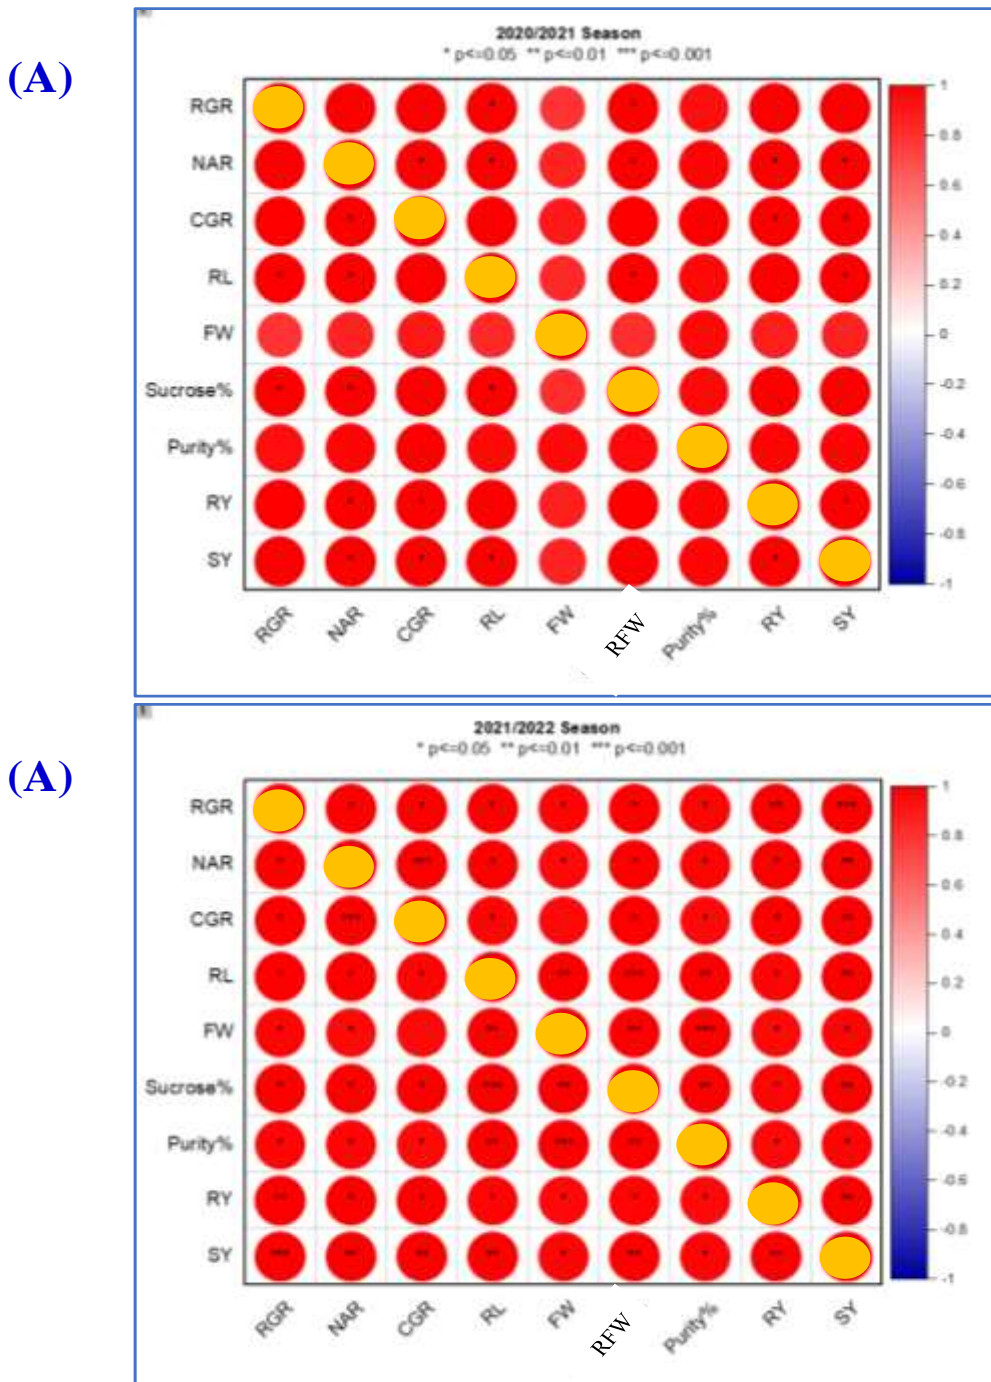 (A)
2020/2021 Season
* p<=0.05 ** p<=0.01 *** p<=0.001
RGR
NAR
CGR
RL
FW
Sucrose%
Purity%
RY
SY
1
0.8
0.6
0.4
0.2
0
-0.2
-0.4
-0.6
-0.8
-1
RGR NAR CGR RL FW RFW Purity% RY SY
(A)
2021/2022 Season
* p<=0.05 ** p<=0.01 *** p<=0.001
RGR
NAR
CGR
RL
FW
Sucrose%
Purity%
RY
SY
1
0.8
0.6
0.4
0.2
0
-0.2
-0.4
-0.6
-0.8
-1
RGR NAR CGR RL FW RFW Purity% RY SY